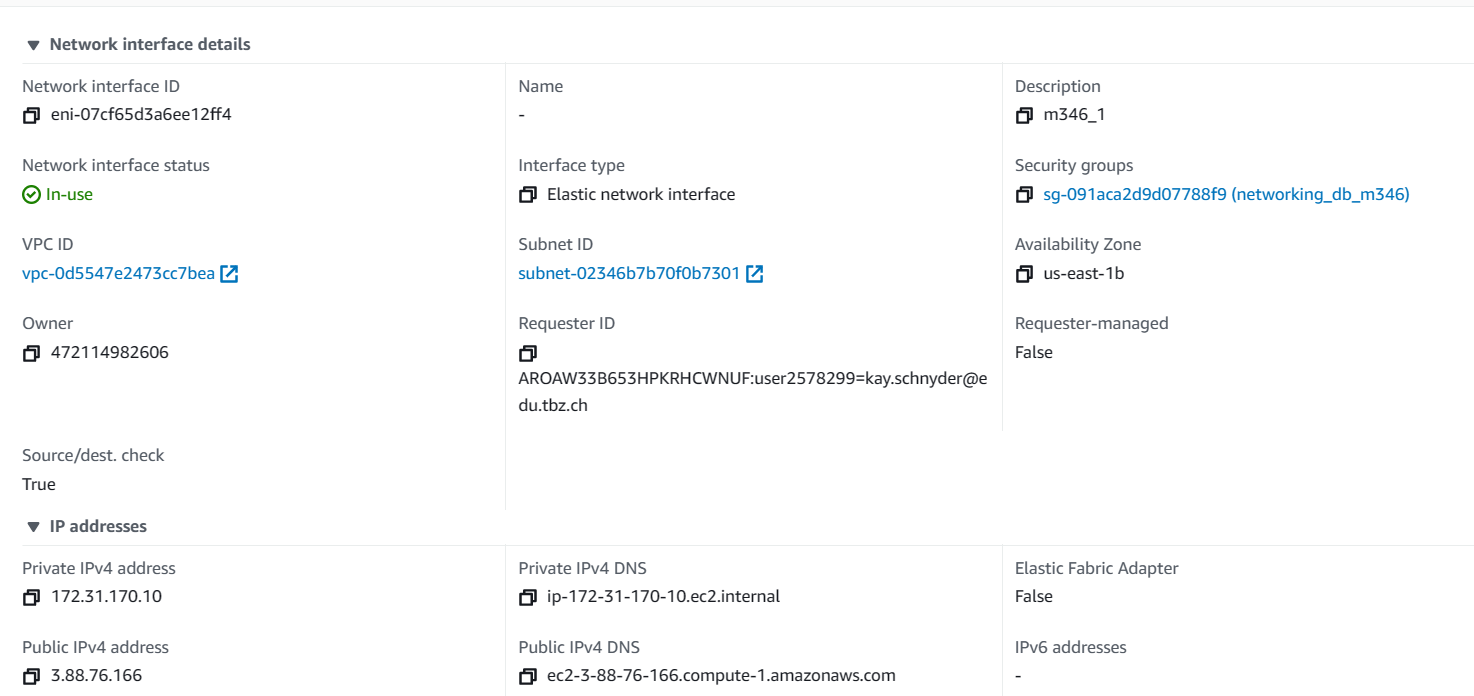 Network interface details
Network interface ID
eni-07cf65d3a6ee12ff4
Name
-
Description
m346_1
Network interface status
In-use
Interface type
Elastic network interface
Security groups
sg-091aca2d9d07788f9 (networking_db_m346)
VPC ID
vpc-0d5547e2473cc7bea
Subnet ID
subnet-02346b7b70f0b7301
Availability Zone
us-east-1b
Owner
472114982606
Requester ID
AROAW33B653HPKRHCWNUF:user2578299=kay.schnyder@e
du.tbz.ch
Requester-managed
False
Source/dest. check
True
IP addresses
Private IPv4 address
172.31.170.10
Private IPv4 DNS
ip-172-31-170-10.ec2.internal
Elastic Fabric Adapter
False
Public IPv4 address
3.88.76.166
Public IPv4 DNS
ec2-3-88-76-166.compute-1.amazonaws.com
IPv6 addresses
-